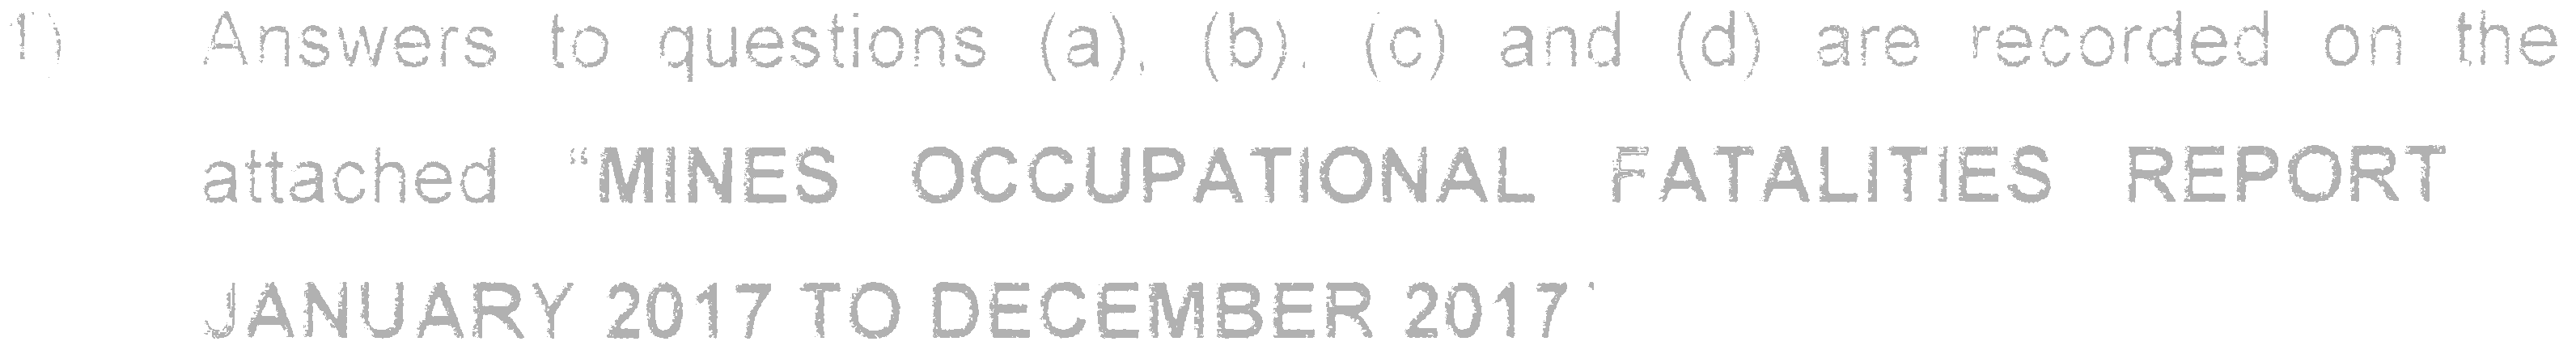 1) Answers to questions (a), (b), (c) and (d) are recorded on the
attached "MINES OCCUPATIONAL FATALITIES REPORT
JANUARY 2017 TO DECEMBER 2017'